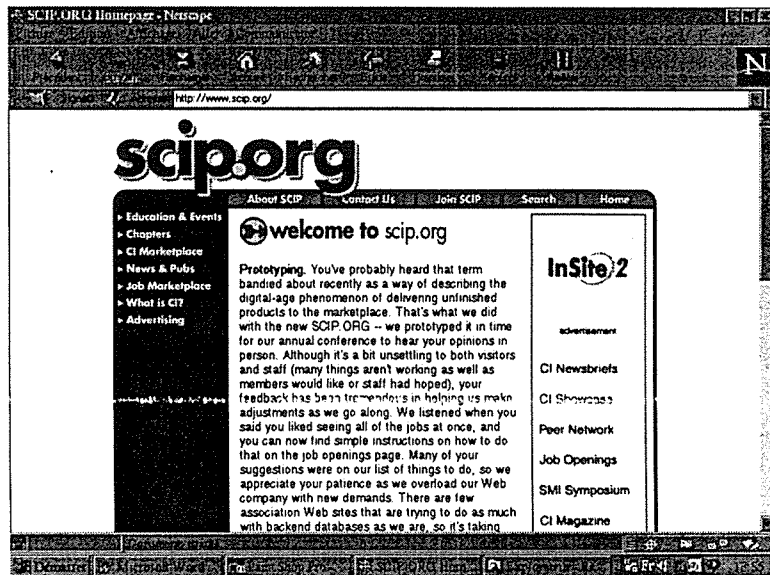 SCIP.ORG Homepage - Netscape
http://www.scip.org/
N
scip.org
About SCIP Contact Us Join SCIP Search Home
Education & Events
Chapters
CI Marketplace
News & Pubs
Job Marketplace
What is CI?
Advertising
welcome to scip.org
Prototyping. You've probably heard that term
bandied about recently as a way of describing the
digital-age phenomenon of delivering unfinished
products to the marketplace. That's what we did
with the new SCIP.ORG -- we prototyped it in time
for our annual conference to hear your opinions in
person. Although it's a bit unsettling to both visitors
and staff (many things aren't working as well as
members would like or staff had hoped), your
feedback has been tremendous in helping us make
adjustments as we go along. We listened when you
said you liked seeing all of the jobs at once, and
you can now find simple instructions on how to do
that on the job openings page. Many of your
suggestions were on our list of things to do, so we
appreciate your patience as we overload our Web
company with new demands. There are few
association Web sites that are trying to do as much
with backend databases as we are, so it's taking
InSite 2
advertisement
CI Newsbriefs
CI Showcase
Peer Network
Job Openings
SMI Symposium
CI Magazine
Démarrer Microsoft Word SCIP.ORG Hom